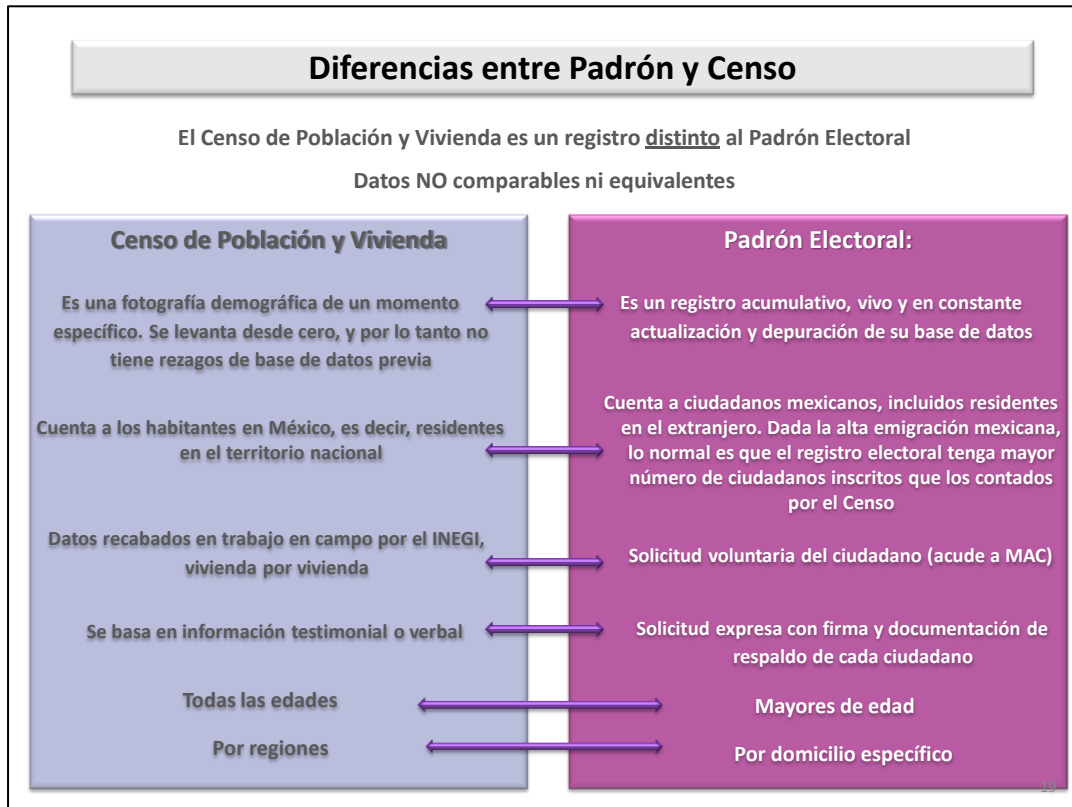 Diferencias entre Padrón y Censo
El Censo de Población y Vivienda es un registro distinto al Padrón Electoral
Datos NO comparables ni equivalentes
Censo de Población y Vivienda
Es una fotografía demográfica de un momento
específico. Se levanta desde cero, y por lo tanto no
tiene rezagos de base de datos previa
Cuenta a los habitantes en México, es decir, residentes
en el territorio nacional
Datos recabados en trabajo en campo por el INEGI,
vivienda por vivienda
Se basa en información testimonial o verbal
Todas las edades
Por regiones
Padrón Electoral:
Es un registro acumulativo, vivo y en constante
actualización y depuración de su base de datos
Cuenta a ciudadanos mexicanos, incluidos residentes
en el extranjero. Dada la alta emigración mexicana,
lo normal es que el registro electoral tenga mayor
número de ciudadanos inscritos que los contados
por el Censo
Solicitud voluntaria del ciudadano (acude a MAC)
Solicitud expresa con firma y documentación de
respaldo de cada ciudadano
Mayores de edad
Por domicilio específico
19